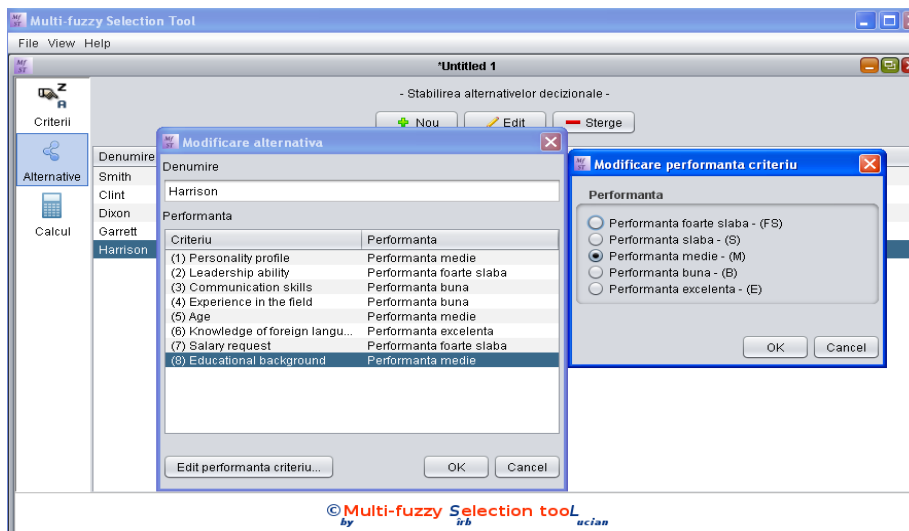 Multi-fuzzy Selection Tool
File View Help
*Untitled 1
Criterii
Alternative
Calcul
- Stabilirea alternativelor decizionale -
Nou Edit Sterge
Denumire
Smith
Clint
Dixon
Garrett
Harrison
Modificare alternativa
Denumire
Harrison
Performanta
Criteriu Performanta
(1) Personality profile Performanta medie
(2) Leadership ability Performanta foarte slaba
(3) Communication skills Performanta buna
(4) Experience in the field Performanta buna
(5) Age Performanta medie
(6) Knowledge of foreign langu... Performanta excelenta
(7) Salary request Performanta foarte slaba
(8) Educational background Performanta medie
Edit performanta criteriu... OK Cancel
Modificare performanta criteriu
Performanta
Performanta foarte slaba - (FS)
Performanta slaba - (S)
Performanta medie - (M)
Performanta buna - (B)
Performanta excelenta - (E)
OK Cancel
©Multi-fuzzy Selection tooL
by îrb ucian